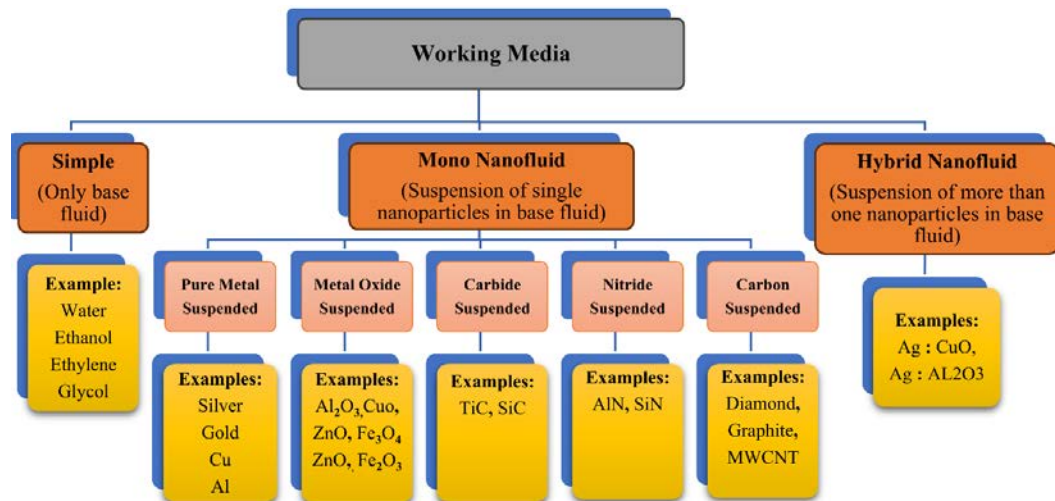 Working Media
Simple
(Only base
fluid)
Example:
Water
Ethanol
Ethylene
Glycol
Mono Nanofluid
(Suspension of single
nanoparticles in base fluid)
Pure Metal
Suspended
Examples:
Silver
Gold
Cu
Al
Metal Oxide
Suspended
Examples:
Al₂O₃,Cuo,
ZnO, Fe₃O₄
ZnO,, Fe₂O₃
Carbide
Suspended
Examples:
TiC, SiC
Nitride
Suspended
Examples:
AlN, SiN
Carbon
Suspended
Examples:
Diamond,
Graphite,
MWCNT
Hybrid Nanofluid
(Suspension of more than
one nanoparticles in base
fluid)
Examples:
Ag : CuO,
Ag : AL2O3